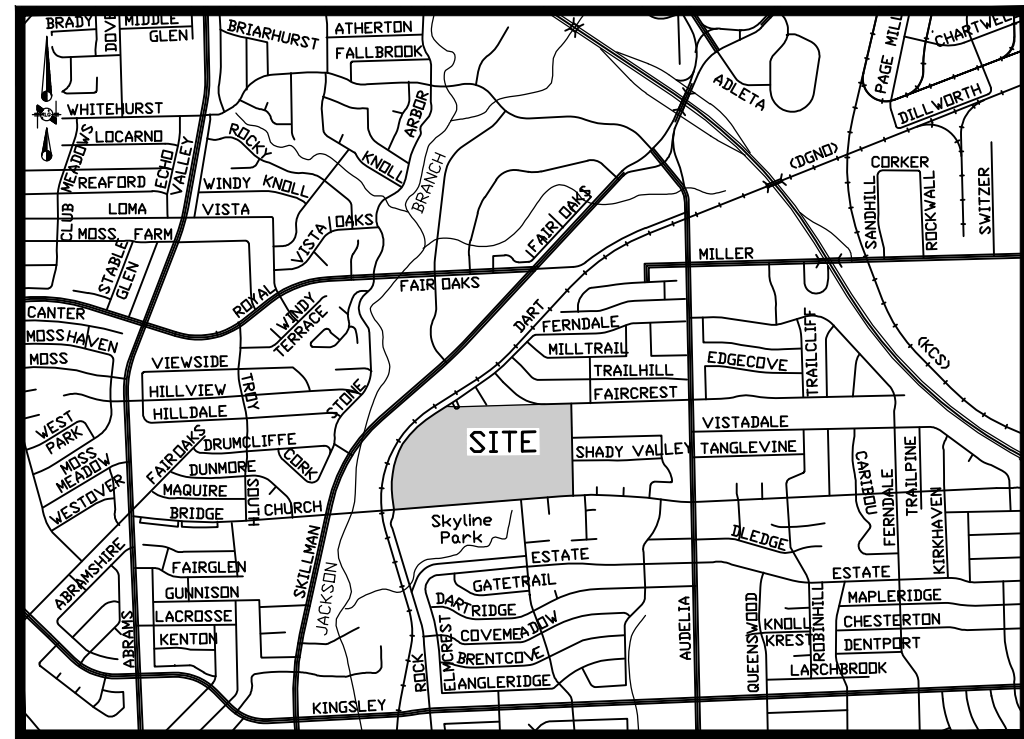 BRADY
DOVE
MIDDLE
GLEN
BRIARHURST
ATHERTON
FALLBROOK
ARBOR
ADLETA
PAGE MILL
CHARTWEL
DILLWORTH
WHITEHURST
LOCARNO
CLUB MEADOWS
REAFORD
ECHO
VALLEY
ROCKY
KNOLL
WINDY KNOLL
LOMA VISTA
MOSS FARM
STABLE
GLEN
VISTA OAKS
BRANCH
FAIR OAKS
(DGNO)
CORKER
SANDHILL
ROCKWALL
SWITZER
MILLER
ROYAL
FAIR OAKS
WINDY
TERRACE
DART
CANTER
MOSS HAVEN
MOSS
FERNDALE
MILLTRAIL
TRAILHILL
FAIRCREST
EDGECOVE
TRAILCLIFF
(KCS)
VIEWSIDE
HILLVIEW
HILLDALE
TROY
STONE
WEST
PARK
MOSS
MEADOW
WESTOVER
FAIROAKS
DRUMCLIFFE
DUNMORE
CORK
MAQUIRE
BRIDGE
SOUTH
CHURCH
SITE
VISTADALE
SHADY VALLEY
TANGLEVINE
CARIBOU
FERNDALE
TRAILPINE
KIRKHAVEN
Skyline
Park
SKILLMAN
JACKSON
ABRAMSHIRE
FAIRGLEN
GUNNISON
LACROSSE
KENTON
ABRAMS
ESTATE
DLEDGE
ESTATE
GATETRAIL
DARTRIDGE
COVEMEADOW
BRENTCOVE
LANGLERIDGE
ELMCREST
ROCK
AUDELIA
QUEENSWOOD
KNOLL
KREST
ROBINHILL
MAPLERIDGE
CHESTERTON
DENTPORT
LARCHBROOK
KINGSLEY